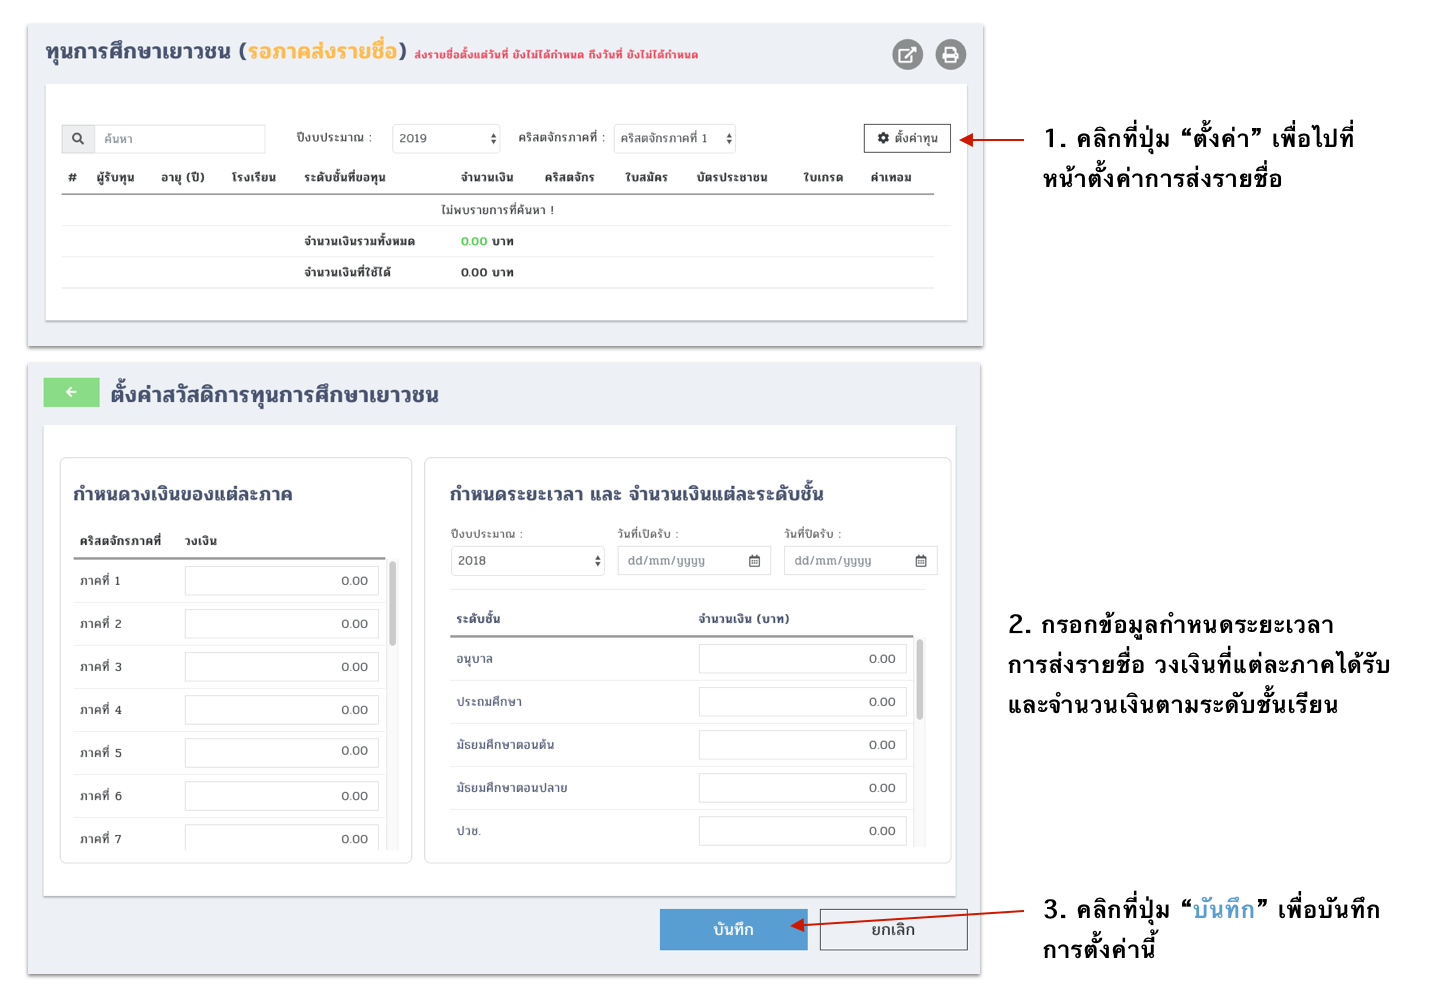 ทุนการศึกษาเยาวชน (รอภาคส่งรายชื่อ) ส่งรายชื่อตั้งแต่วันที่ ยังไม่ได้กำหนด ถึงวันที่ ยังไม่ได้กำหนด
ค้นหา ปีงบประมาณ : 2019 คริสตจักรภาคที่ : คริสตจักรภาคที่ 1 ตั้งค่าทุน
# ผู้รับทุน อายุ (ปี) โรงเรียน ระดับชั้นที่ขอทุน จำนวนเงิน คริสตจักร ใบสมัคร บัตรประชาชน ใบเกรด ค่าเทอม
ไม่พบรายการที่ค้นหา !
จำนวนเงินรวมทั้งหมด 0.00 บาท
จำนวนเงินที่ใช้ได้ 0.00 บาท
1. คลิกที่ปุ่ม “ตั้งค่า” เพื่อไปที่
หน้าตั้งค่าการส่งรายชื่อ
ตั้งค่าสวัสดิการทุนการศึกษาเยาวชน
กำหนดวงเงินของแต่ละภาค
คริสตจักรภาคที่ วงเงิน
ภาคที่ 1 0.00
ภาคที่ 2 0.00
ภาคที่ 3 0.00
ภาคที่ 4 0.00
ภาคที่ 5 0.00
ภาคที่ 6 0.00
ภาคที่ 7 0.00
กำหนดระยะเวลา และ จำนวนเงินแต่ละระดับชั้น
ปีงบประมาณ : วันที่เปิดรับ : วันที่ปิดรับ :
2018 dd/mm/yyyy dd/mm/yyyy
ระดับชั้น จำนวนเงิน (บาท)
อนุบาล 0.00
ประถมศึกษา 0.00
มัธยมศึกษาตอนต้น 0.00
มัธยมศึกษาตอนปลาย 0.00
ปวช. 0.00
2. กรอกข้อมูลกำหนดระยะเวลา
การส่งรายชื่อ วงเงินที่แต่ละภาคได้รับ
และจำนวนเงินตามระดับชั้นเรียน
บันทึก ยกเลิก
3. คลิกที่ปุ่ม “บันทึก” เพื่อบันทึก
การตั้งค่านี้